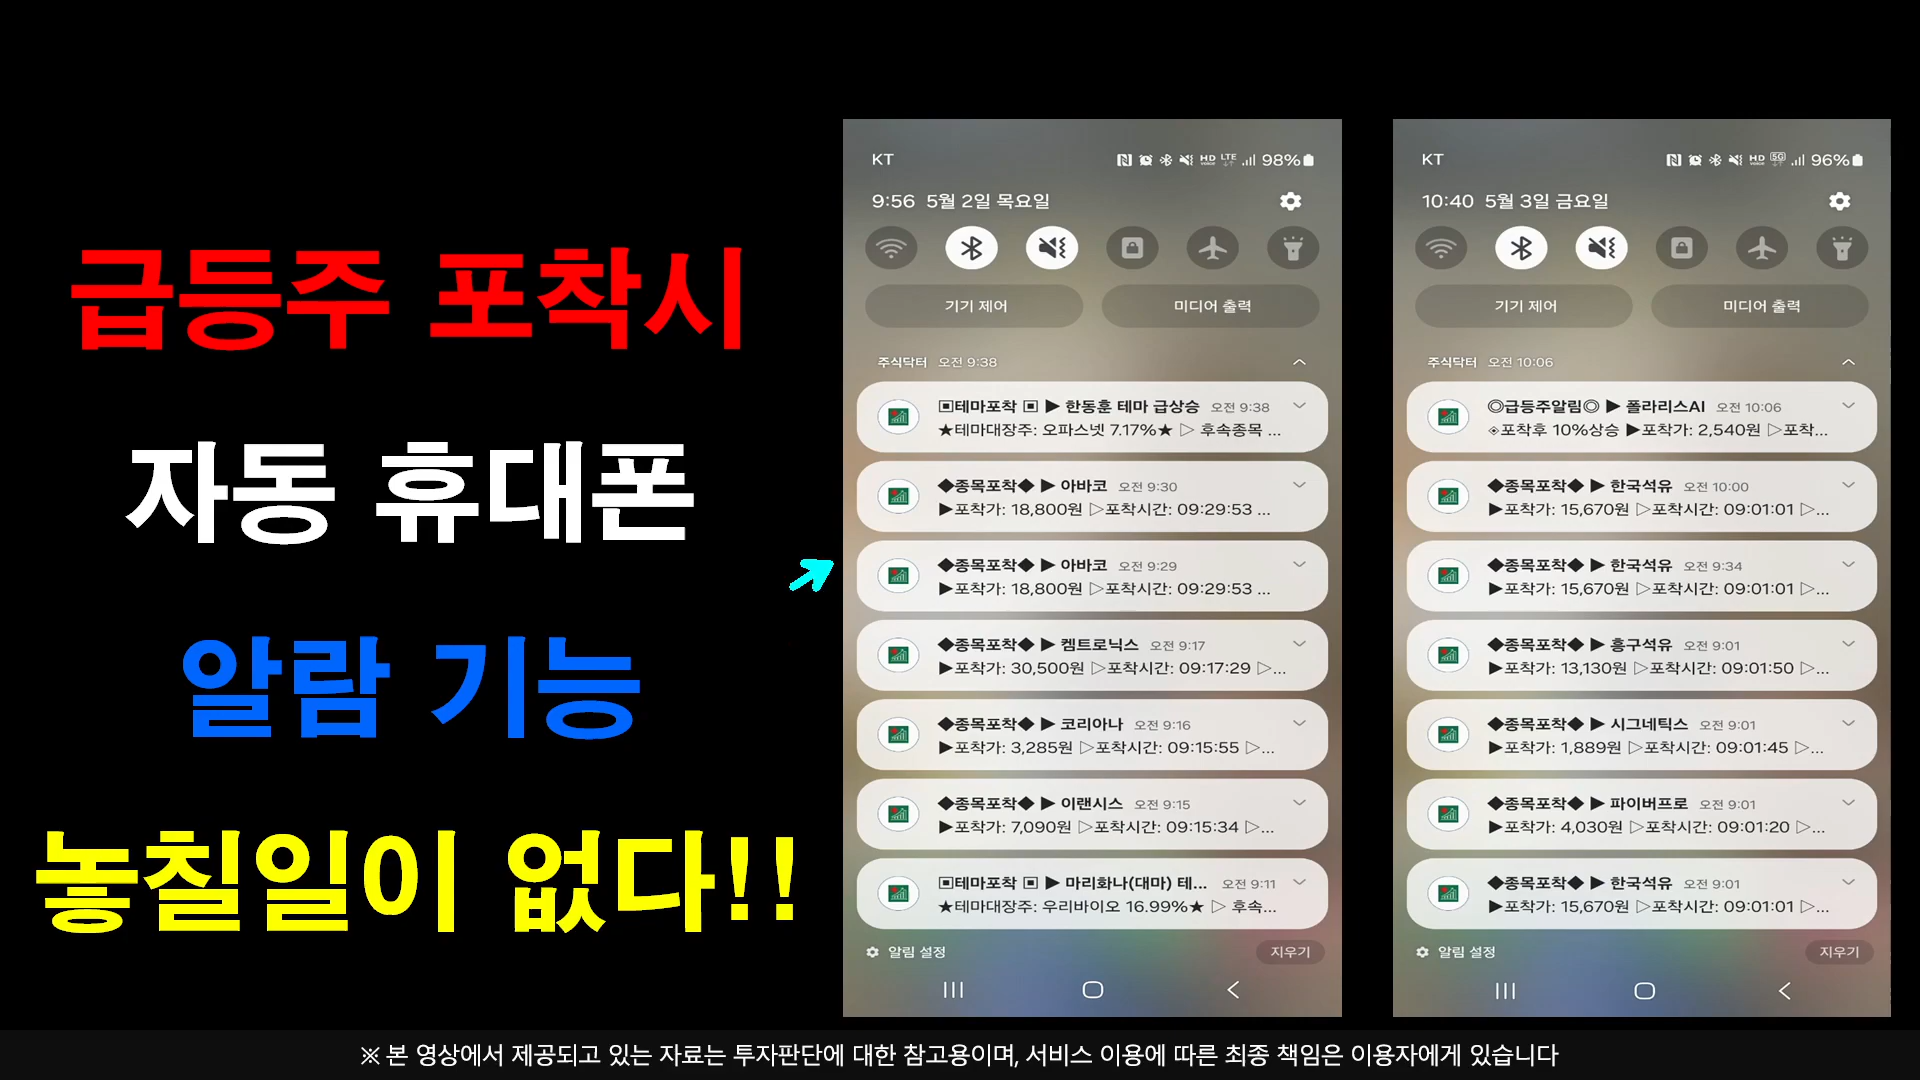 급등주 포착시
자동 휴대폰
알람 기능
놓칠일이 없다!!
KT
HD LTE 98%
9:56 5월 2일 목요일
기기 제어
미디어 출력
주식닥터 오전 9:38
▣테마포착 ▣ ▶ 한동훈 테마 급상승 오전 9:38
★테마대장주: 오파스넷 7.17%★ ▷ 후속종목 ...
◆종목포착◆ ▶ 아바코 오전 9:30
▶포착가: 18,800원 ▷포착시간: 09:29:53 ...
◆종목포착◆ ▶ 아바코 오전 9:29
▶포착가: 18,800원 ▷포착시간: 09:29:53 ...
◆종목포착◆ ▶ 켐트로닉스 오전 9:17
▶포착가: 30,500원 ▷포착시간: 09:17:29 ▷...
◆종목포착◆ ▶ 코리아나 오전 9:16
▶포착가: 3,285원 ▷포착시간: 09:15:55 ▷...
◆종목포착◆ ▶ 이랜시스 오전 9:15
▶포착가: 7,090원 ▷포착시간: 09:15:34 ▷...
▣테마포착 ▣ ▶ 마리화나(대마) 테... 오전 9:11
★테마대장주: 우리바이오 16.99%★ ▷ 후속...
알림 설정
지우기
KT
HD 5G 96%
10:40 5월 3일 금요일
기기 제어
미디어 출력
주식닥터 오전 10:06
◎급등주알림◎ ▶ 폴라리스AI 오전 10:06
◈포착후 10%상승 ▶포착가: 2,540원 ▷포착...
◆종목포착◆ ▶ 한국석유 오전 10:00
▶포착가: 15,670원 ▷포착시간: 09:01:01 ▷...
◆종목포착◆ ▶ 한국석유 오전 9:34
▶포착가: 15,670원 ▷포착시간: 09:01:01 ▷...
◆종목포착◆ ▶ 흥구석유 오전 9:01
▶포착가: 13,130원 ▷포착시간: 09:01:50 ▷...
◆종목포착◆ ▶ 시그네틱스 오전 9:01
▶포착가: 1,889원 ▷포착시간: 09:01:45 ▷...
◆종목포착◆ ▶ 파이버프로 오전 9:01
▶포착가: 4,030원 ▷포착시간: 09:01:20 ▷...
◆종목포착◆ ▶ 한국석유 오전 9:01
▶포착가: 15,670원 ▷포착시간: 09:01:01 ▷...
알림 설정
지우기
※ 본 영상에서 제공되고 있는 자료는 투자판단에 대한 참고용이며, 서비스 이용에 따른 최종 책임은 이용자에게 있습니다